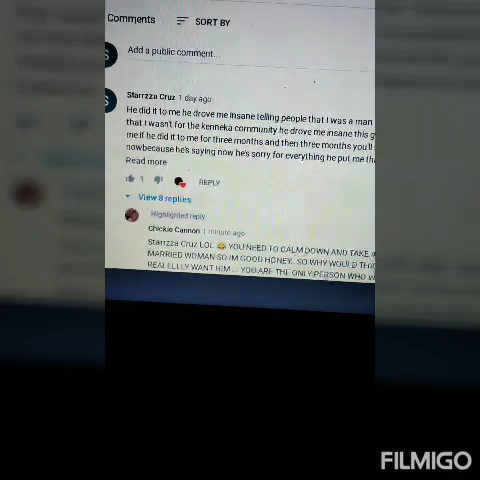 Comments
SORT BY
S
Add a public comment...
S
Starrzza Cruz 1 day ago
He did it to me he drove me insane telling people that I was a man
that I wasn't for the kenneka community he drove me insane this g
me if he did it to me for three months and then three months you'll
nowbecause he's saying now he's sorry for everything he put me th
Read more
1
REPLY
View 8 replies
Highlighted reply
Chickie Cannon 1 minute ago
Starrzza Cruz LOL 😂 YOU NEED TO CALM DOWN AND TAKE
MARRIED WOMAN SO IM GOOD HONEY.. SO WHY WOULD
REALLLLY WANT HIM ... YOU ARE THE ONLY PERSON WHO
FILMIGO